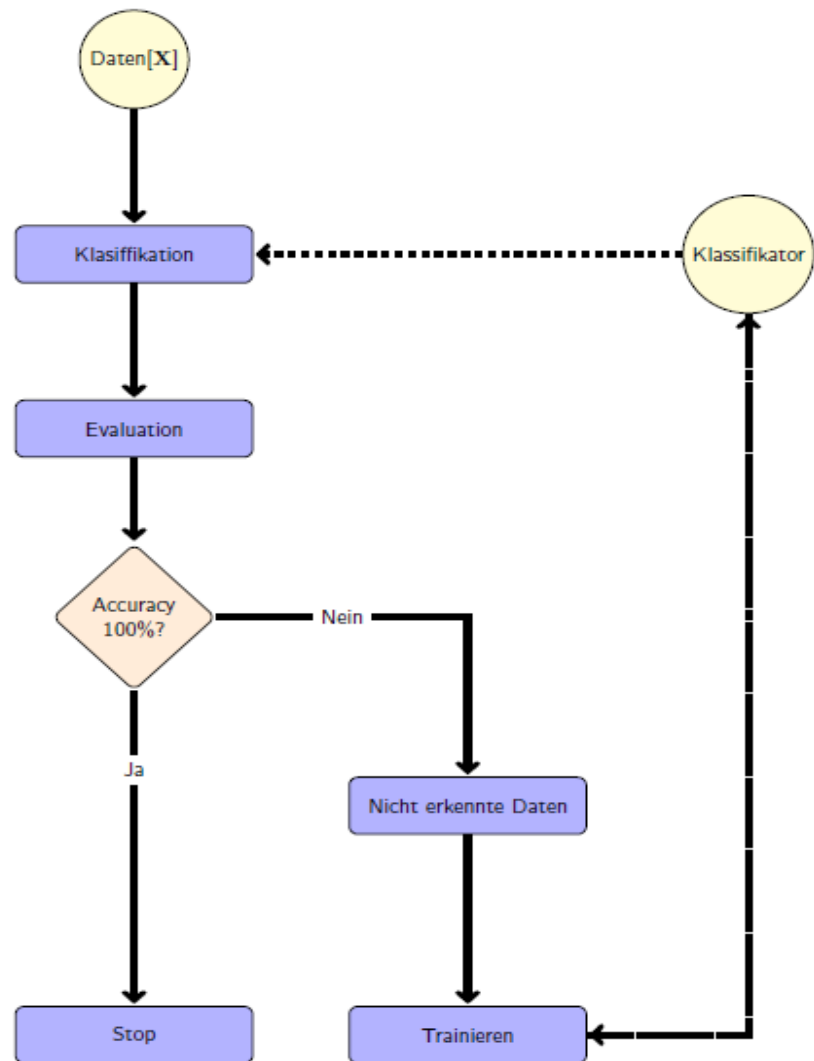 Daten[X]
Klasiffikation
Klassifikator
Evaluation
Accuracy
100%?
Nein
Ja
Nicht erkennte Daten
Stop
Trainieren